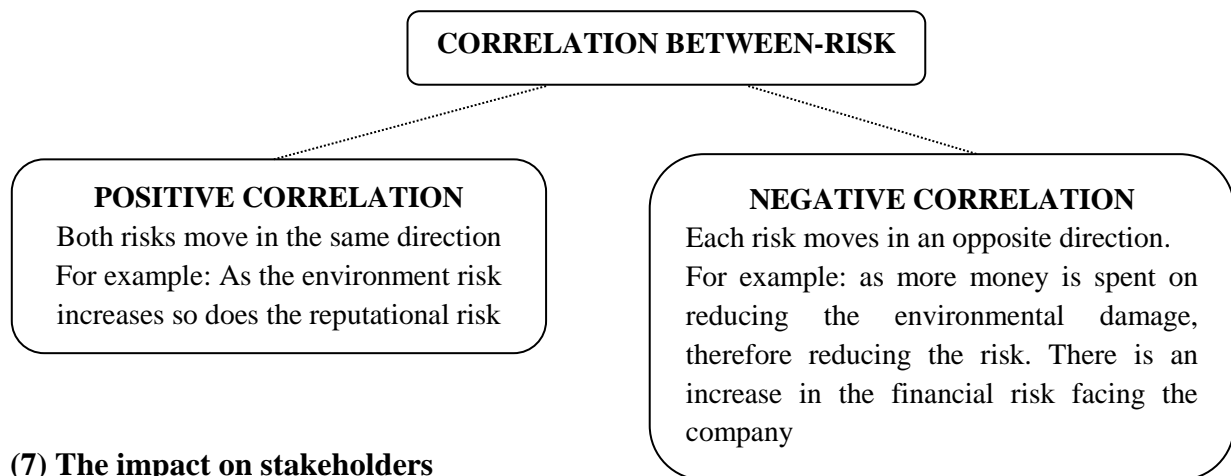 CORRELATION BETWEEN-RISK
POSITIVE CORRELATION
Both risks move in the same direction
For example: As the environment risk
increases so does the reputational risk
NEGATIVE CORRELATION
Each risk moves in an opposite direction.
For example: as more money is spent on
reducing the environmental damage,
therefore reducing the risk. There is an
increase in the financial risk facing the
company
(7) The impact on stakeholders